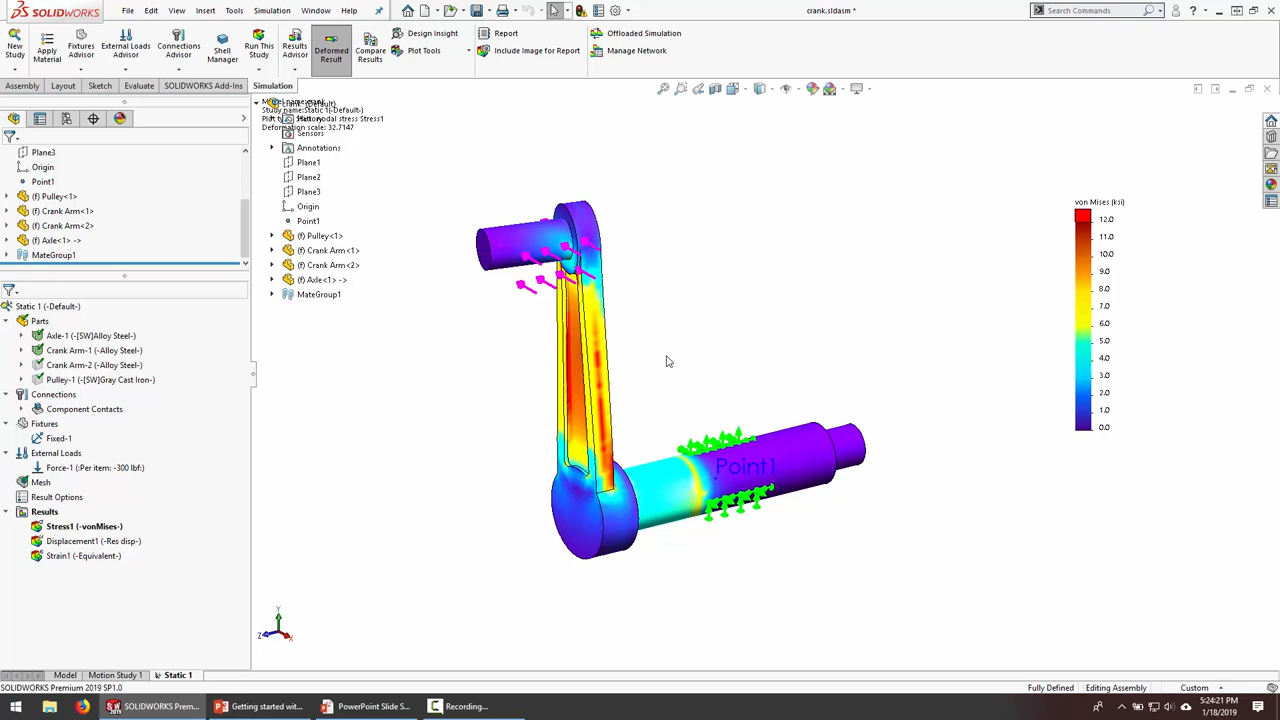 SOLIDWORKS
File Edit View Insert Tools Simulation Window Help
crank.sldasm *
Search Commands
New Study
Apply Material
Fixtures Advisor
External Loads Advisor
Connections Advisor
Shell Manager
Run This Study
Results Advisor
Deformed Result
Compare Results
Design Insight
Plot Tools
Report
Include Image for Report
Offloaded Simulation
Manage Network
Assembly Layout Sketch Evaluate SOLIDWORKS Add-Ins Simulation
Study name:Static 1(-Default-)
Deformation scale: 32.7147
Plane3
Origin
Point1
(f) Pulley<1>
(f) Crank Arm<1>
(f) Crank Arm<2>
(f) Axle<1> ->
MateGroup1
Static 1 (-Default-)
Parts
Axle-1 (-[SW]Alloy Steel-)
Crank Arm-1 (-Alloy Steel-)
Crank Arm-2 (-Alloy Steel-)
Pulley-1 (-[SW]Gray Cast Iron-)
Connections
Component Contacts
Fixtures
Fixed-1
External Loads
Force-1 (:Per item: -300 lbf:)
Mesh
Result Options
Results
Stress1 (-vonMises-)
Displacement1 (-Res disp-)
Strain1 (-Equivalent-)
Sensors
Annotations
Plane1
Plane2
Plane3
Origin
Point1
(f) Pulley<1>
(f) Crank Arm<1>
(f) Crank Arm<2>
(f) Axle<1> ->
MateGroup1
Point1
von Mises (ksi)
12.0
11.0
10.0
9.0
8.0
7.0
6.0
5.0
4.0
3.0
2.0
1.0
0.0
Y
Z
X
Model Motion Study 1 Static 1
SOLIDWORKS Premium 2019 SP1.0
Fully Defined Editing Assembly Custom
SOLIDWORKS Prem...
Getting started wit...
PowerPoint Slide S...
Recording...
5:24:21 PM
1/18/2019